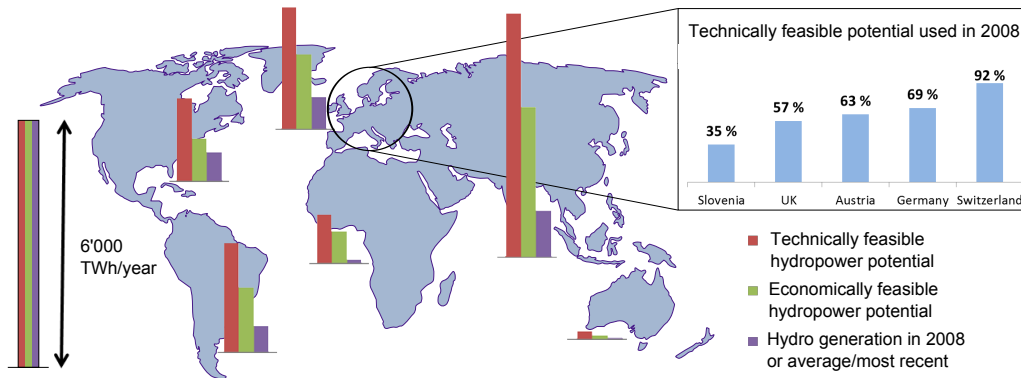 Technically feasible potential used in 2008
35 %
57 %
63 %
69 %
92 %
Slovenia
UK
Austria
Germany
Switzerland
6'000
TWh/year
Technically feasible
hydropower potential
Economically feasible
hydropower potential
Hydro generation in 2008
or average/most recent